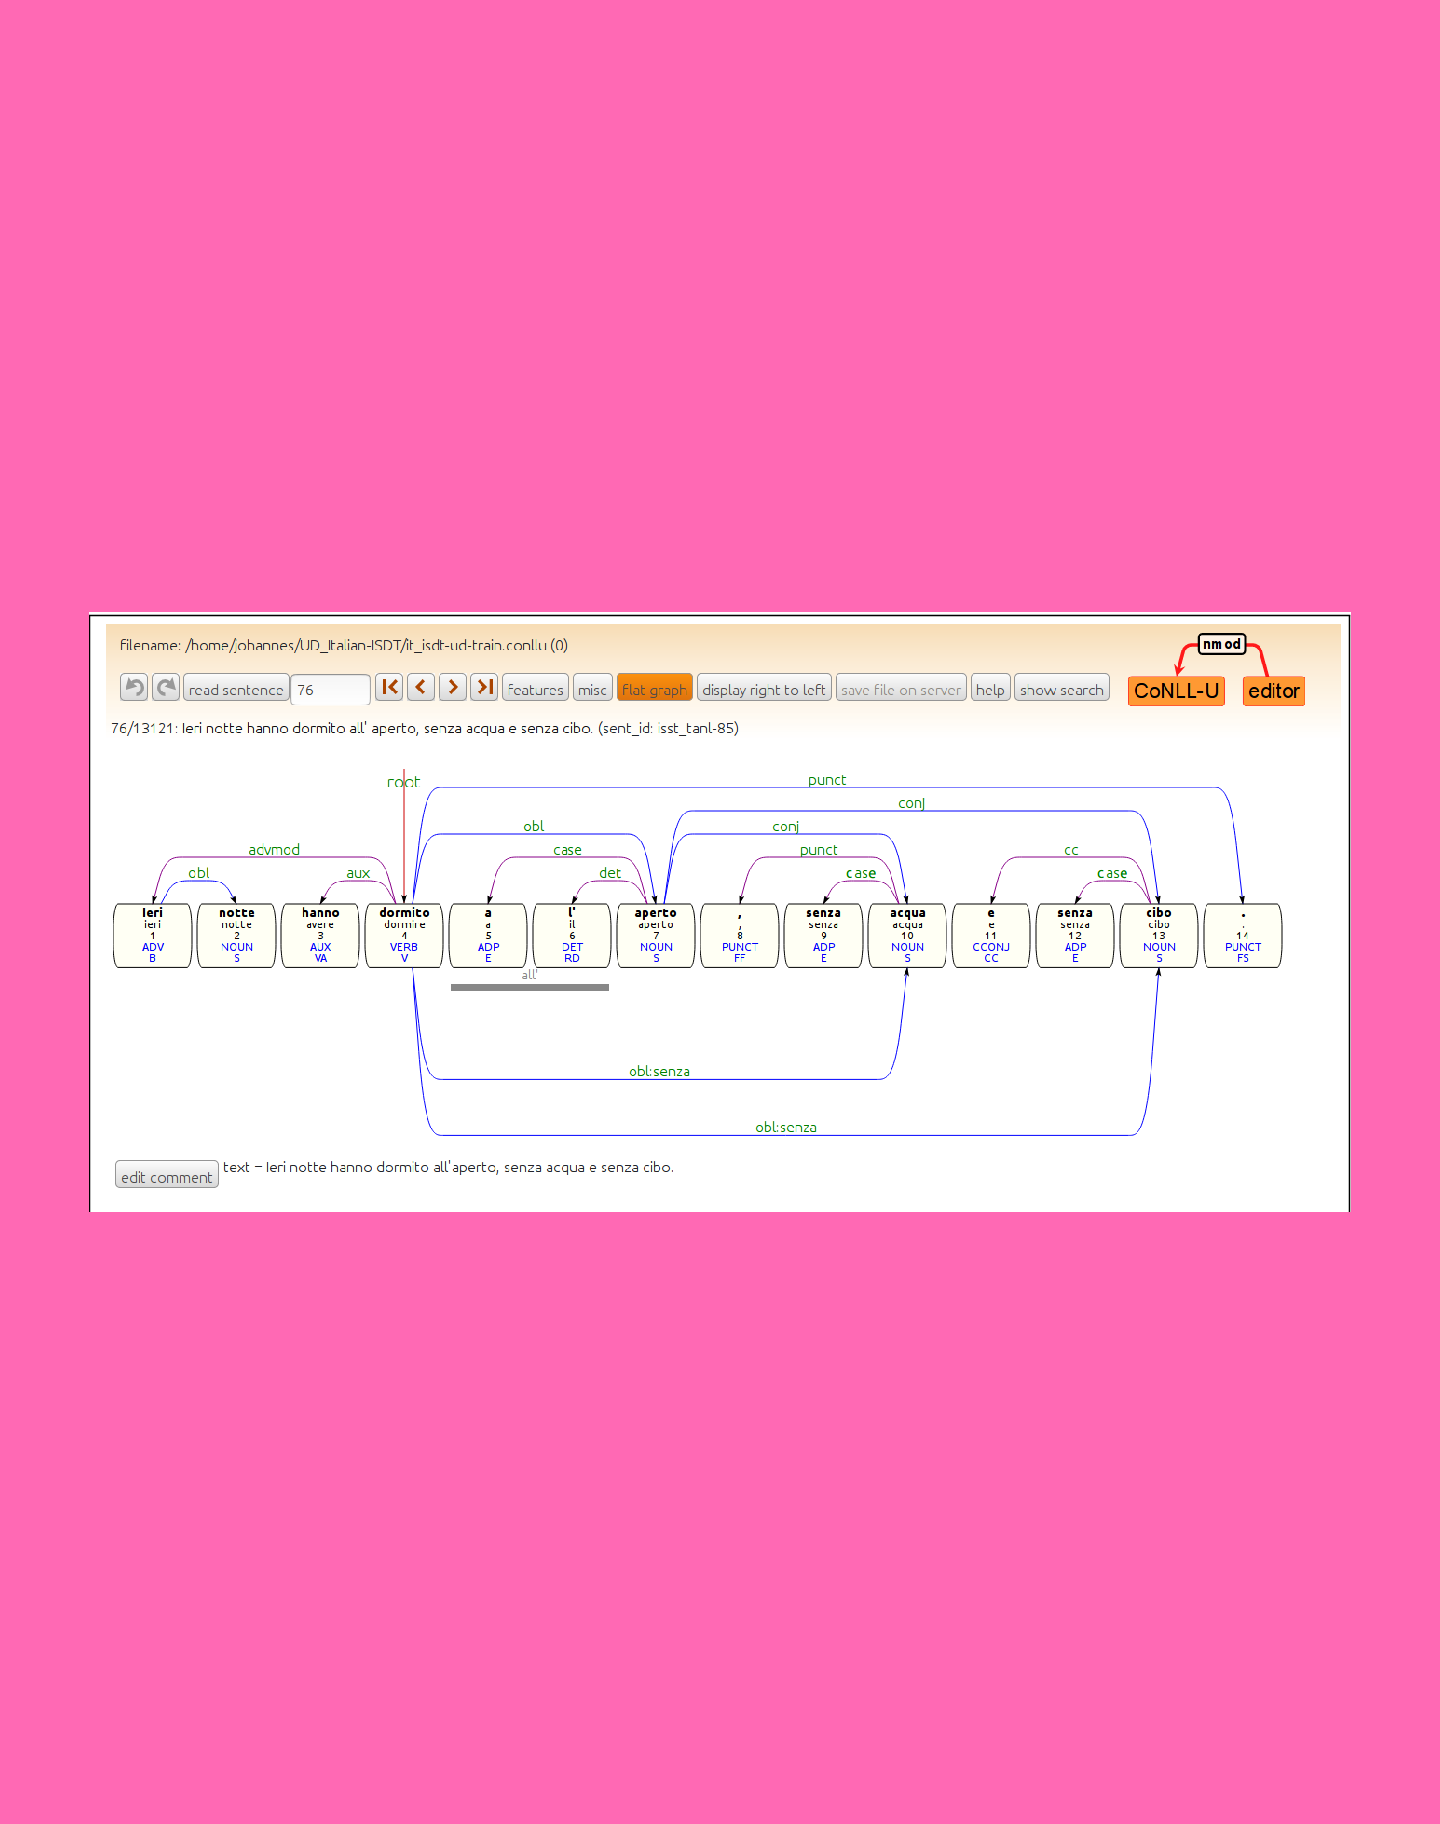 filename: /home/johannes/UD_Italian-ISDT/it_isdt-ud-train.conllu (0)
nmod
read sentence 76 features misc flat graph display right to left save file on server help show search CoNLL-U editor
76/13121: Ieri notte hanno dormito all' aperto, senza acqua e senza cibo. (sent_id: isst_tanl-85)
root punct
conj
obl conj
advmod case punct cc
obl aux det case case
Ieri notte hanno dormito a l' aperto , senza acqua e senza cibo .
ieri notte avere dormire a il aperto , senza acqua e senza cibo .
1 2 3 4 5 6 7 8 9 10 11 12 13 14
ADV NOUN AUX VERB ADP DET NOUN PUNCT ADP NOUN CCONJ ADP NOUN PUNCT
B S VA V E RD S FF E S CC E S FS
all'
obl:senza
obl:senza
edit comment text = Ieri notte hanno dormito all'aperto, senza acqua e senza cibo.